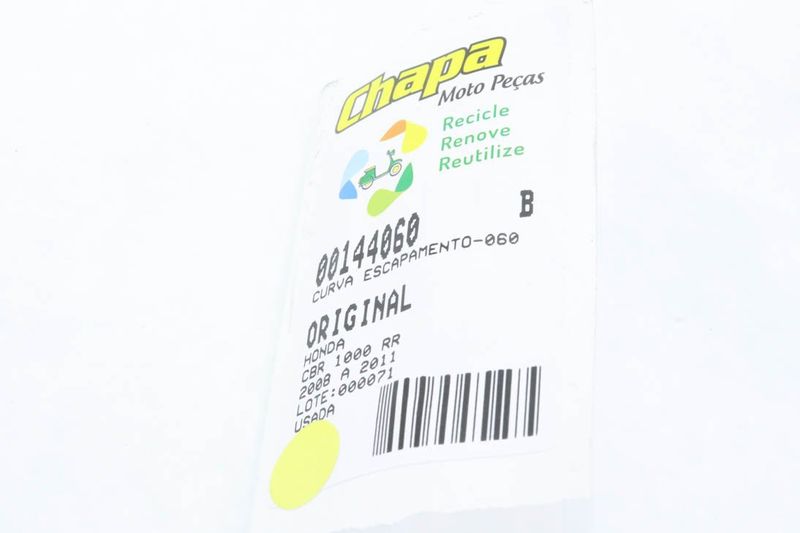 Chapa
Moto Peças
Recicle
Renove
Reutilize
00144060 B
CURVA ESCAPAMENTO-060
ORIGINAL
HONDA
CBR 1000 RR
2008 A 2011
LOTE:000071
USADA